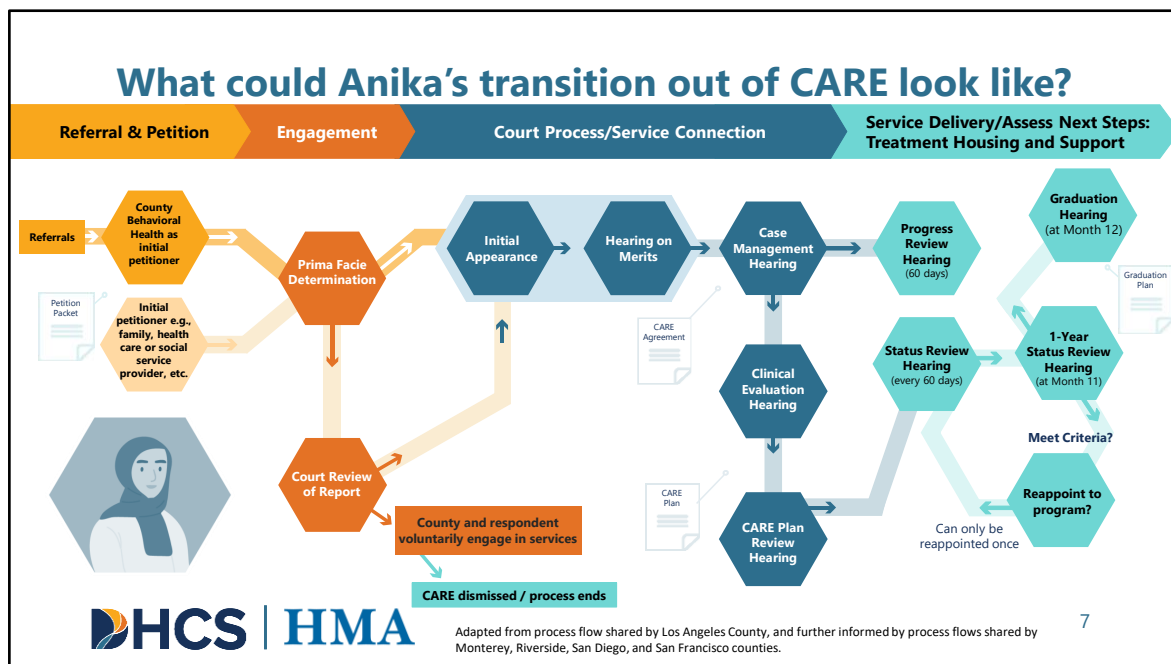 What could Anika's transition out of CARE look like?
Referral & Petition
Engagement
Court Process/Service Connection
Service Delivery/Assess Next Steps:
Treatment Housing and Support
Referrals
County
Behavioral
Health as
initial
petitioner
Petition
Packet
Initial
petitioner e.g.,
family, health
care or social
service
provider, etc.
Prima Facie
Determination
Court Review
of Report
County and respondent
voluntarily engage in services
CARE dismissed / process ends
Initial
Appearance
Hearing on
Merits
Case
Management
Hearing
CARE
Agreement
Clinical
Evaluation
Hearing
CARE
Plan
CARE Plan
Review
Hearing
Progress
Review
Hearing
(60 days)
Status Review
Hearing
(every 60 days)
Graduation
Hearing
(at Month 12)
Graduation
Plan
1-Year
Status Review
Hearing
(at Month 11)
Meet Criteria?
Reappoint to
program?
Can only be
reappointed once
DHCS
HMA
Adapted from process flow shared by Los Angeles County, and further informed by process flows shared by
Monterey, Riverside, San Diego, and San Francisco counties.
7